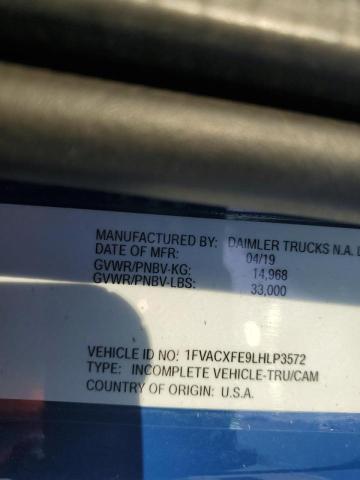 MANUFACTURED BY: DAIMLER TRUCKS N.A. L
DATE OF MFR: 04/19
GVWR/PNBV-KG: 14,968
GVWR/PNBV-LBS: 33,000
VEHICLE ID NO: 1FVACXFE9LHLP3572
TYPE: INCOMPLETE VEHICLE-TRU/CAM
COUNTRY OF ORIGIN: U.S.A.